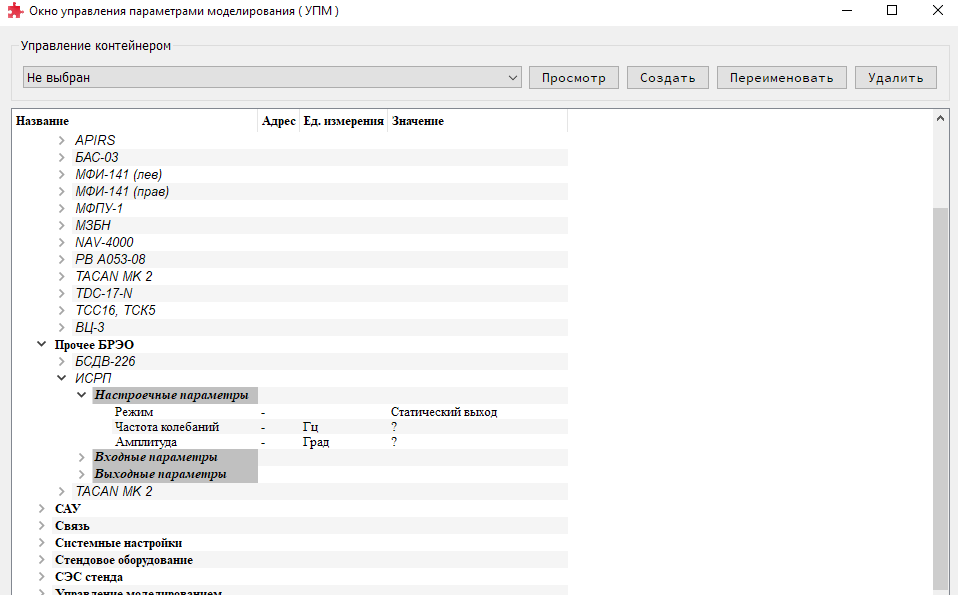 Окно управления параметрами моделирования ( УПМ )
Управление контейнером
Не выбран Просмотр Создать Переименовать Удалить
Название Адрес Ед. измерения Значение
APIRS
БАС-03
МФИ-141 (лев)
МФИ-141 (прав)
МФПУ-1
МЗБН
NAV-4000
РВ А053-08
TACAN MK 2
TDC-17-N
ТСС16, ТСК5
ВЦ-3
Прочее БРЭО
БСДВ-226
ИСРП
Настроечные параметры
Режим - Статический выход
Частота колебаний - Гц ?
Амплитуда - Град ?
Входные параметры
Выходные параметры
TACAN MK 2
САУ
Связь
Системные настройки
Стендовое оборудование
СЭС стенда
Управление моделированием